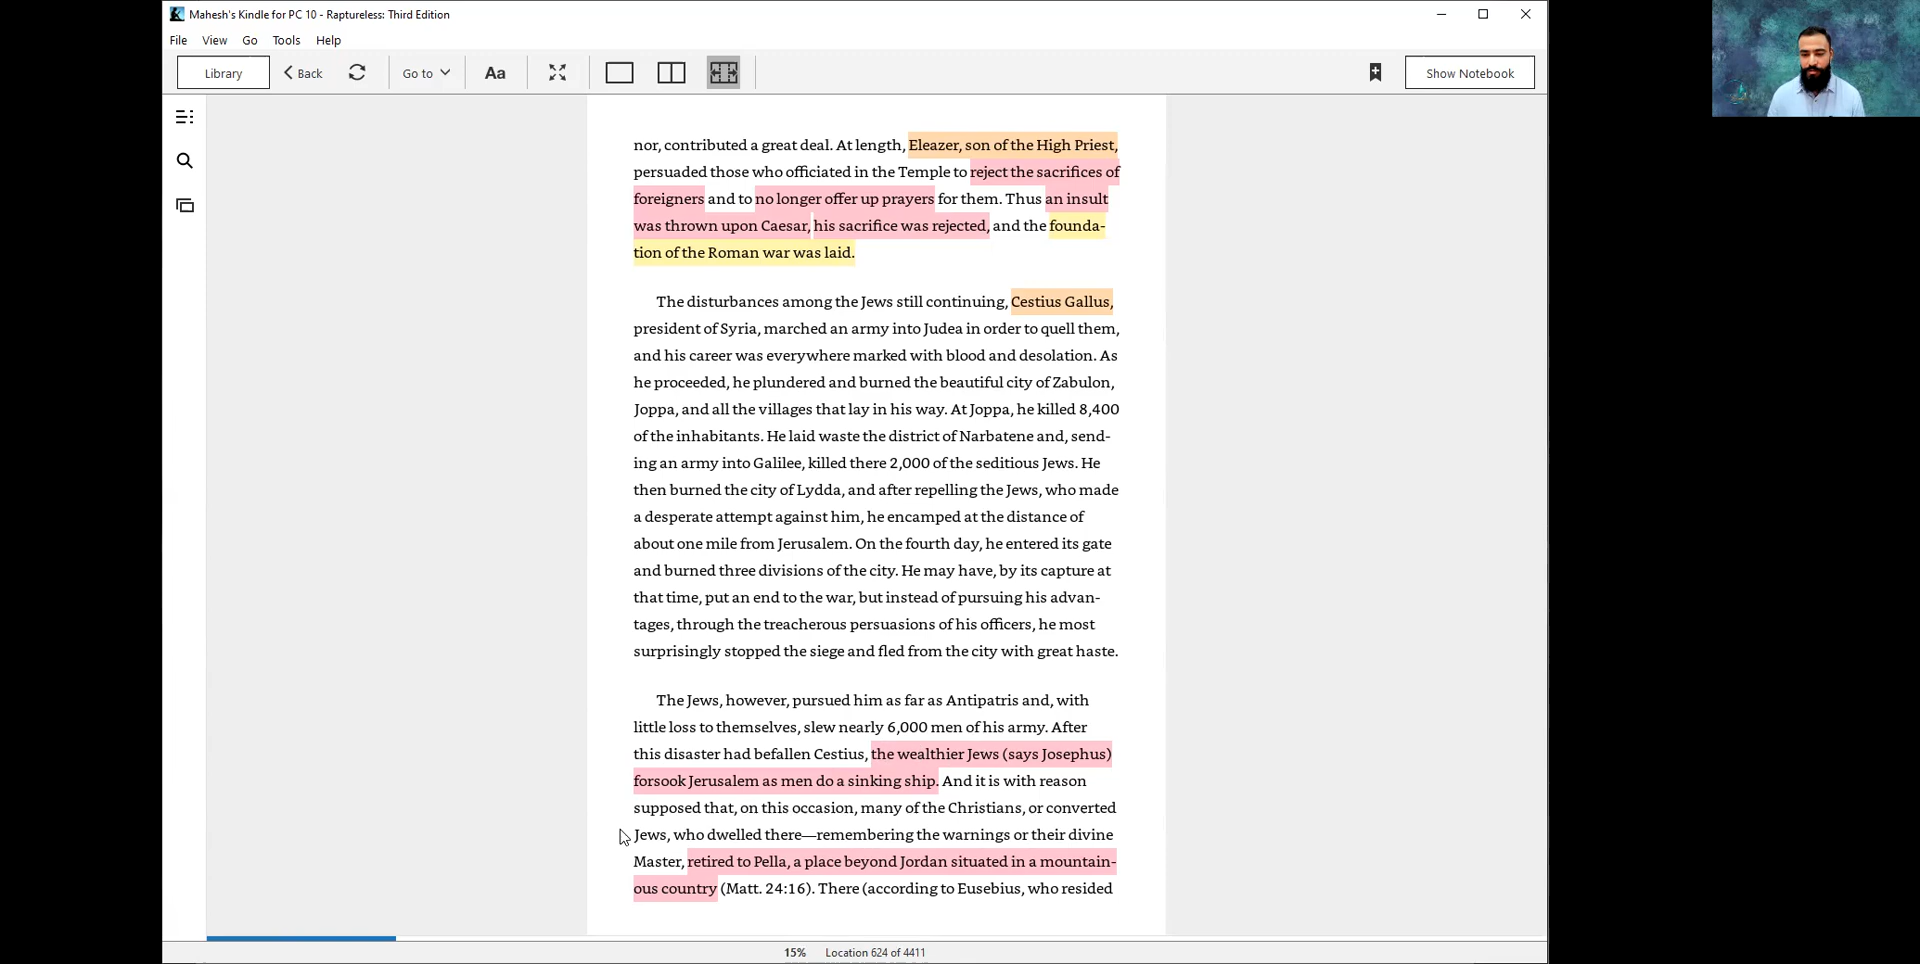 Mahesh's Kindle for PC 10 - Raptureless: Third Edition
File View Go Tools Help
Library Back Go to Aa Show Notebook
nor, contributed a great deal. At length, Eleazer, son of the High Priest,
persuaded those who officiated in the Temple to reject the sacrifices of
foreigners and to no longer offer up prayers for them. Thus an insult
was thrown upon Caesar, his sacrifice was rejected, and the founda-
tion of the Roman war was laid.
The disturbances among the Jews still continuing, Cestius Gallus,
president of Syria, marched an army into Judea in order to quell them,
and his career was everywhere marked with blood and desolation. As
he proceeded, he plundered and burned the beautiful city of Zabulon,
Joppa, and all the villages that lay in his way. At Joppa, he killed 8,400
of the inhabitants. He laid waste the district of Narbatene and, send-
ing an army into Galilee, killed there 2,000 of the seditious Jews. He
then burned the city of Lydda, and after repelling the Jews, who made
a desperate attempt against him, he encamped at the distance of
about one mile from Jerusalem. On the fourth day, he entered its gate
and burned three divisions of the city. He may have, by its capture at
that time, put an end to the war, but instead of pursuing his advan-
tages, through the treacherous persuasions of his officers, he most
surprisingly stopped the siege and fled from the city with great haste.
The Jews, however, pursued him as far as Antipatris and, with
little loss to themselves, slew nearly 6,000 men of his army. After
this disaster had befallen Cestius, the wealthier Jews (says Josephus)
forsook Jerusalem as men do a sinking ship. And it is with reason
supposed that, on this occasion, many of the Christians, or converted
Jews, who dwelled there—remembering the warnings or their divine
Master, retired to Pella, a place beyond Jordan situated in a mountain-
ous country (Matt. 24:16). There (according to Eusebius, who resided
15% Location 624 of 4411